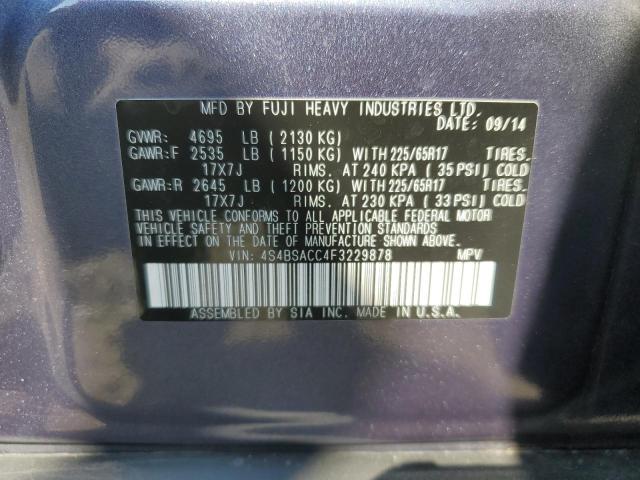 MFD BY FUJI HEAVY INDUSTRIES LTD.
DATE: 09/14
GVWR: 4695 LB (2130 KG)
GAWR:F 2535 LB (1150 KG) WITH 225/65R17 TIRES,
17X7J RIMS, AT 240 KPA (35 PSI) COLD
GAWR:R 2645 LB (1200 KG) WITH 225/65R17 TIRES,
17X7J RIMS, AT 230 KPA (33 PSI) COLD
THIS VEHICLE CONFORMS TO ALL APPLICABLE FEDERAL MOTOR
VEHICLE SAFETY AND THEFT PREVENTION STANDARDS
IN EFFECT ON THE DATE OF MANUFACTURE SHOWN ABOVE.
VIN: 4S4BSACC4F3229878 MPV
ASSEMBLED BY SIA INC. MADE IN U.S.A.